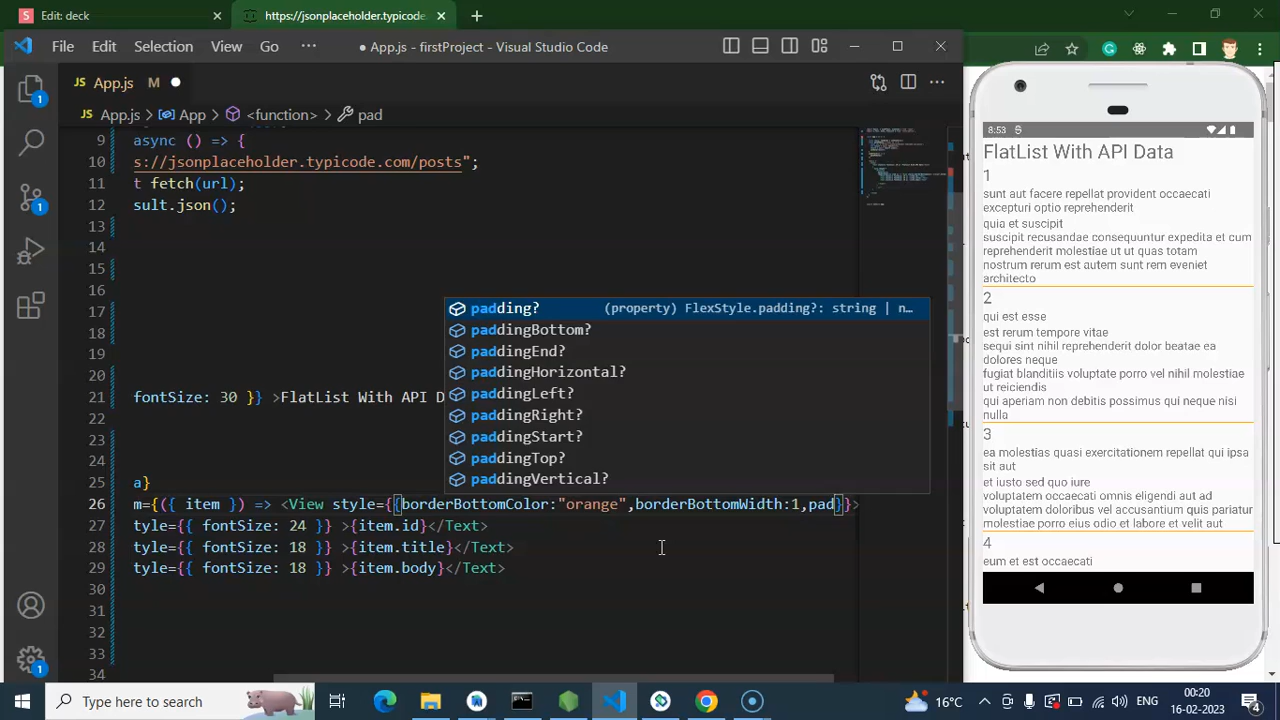 Edit: deck
https://jsonplaceholder.typicode.
File Edit Selection View Go ··· ● App.js - firstProject - Visual Studio Code
JS App.js M ●
JS App.js > App > <function> > pad
9 async () => {
10 s://jsonplaceholder.typicode.com/posts";
11 t fetch(url);
12 sult.json();
13
14
15
16
17
18
19
20
21 fontSize: 30 }} >FlatList With API D
22
23
24
25 a}
26 m={({ item }) => <View style={{borderBottomColor:"orange",borderBottomWidth:1,pad}}>
27 tyle={{ fontSize: 24 }} >{item.id}</Text>
28 tyle={{ fontSize: 18 }} >{item.title}</Text>
29 tyle={{ fontSize: 18 }} >{item.body}</Text>
30
31
32
33
34
padding? (property) FlexStyle.padding?: string | n...
paddingBottom?
paddingEnd?
paddingHorizontal?
paddingLeft?
paddingRight?
paddingStart?
paddingTop?
paddingVertical?
1
1
1
8:53
FlatList With API Data
1
sunt aut facere repellat provident occaecati
excepturi optio reprehenderit
quia et suscipit
suscipit recusandae consequuntur expedita et cum
reprehenderit molestiae ut ut quas totam
nostrum rerum est autem sunt rem eveniet
architecto
2
qui est esse
est rerum tempore vitae
sequi sint nihil reprehenderit dolor beatae ea
dolores neque
fugiat blanditiis voluptate porro vel nihil molestiae
ut reiciendis
qui aperiam non debitis possimus qui neque nisi
nulla
3
ea molestias quasi exercitationem repellat qui ipsa
sit aut
et iusto sed quo iure
voluptatem occaecati omnis eligendi aut ad
voluptatem doloribus vel accusantium quis pariatur
molestiae porro eius odio et labore et velit aut
4
eum et est occaecati
Type here to search
16°C
ENG
00:20
16-02-2023
4